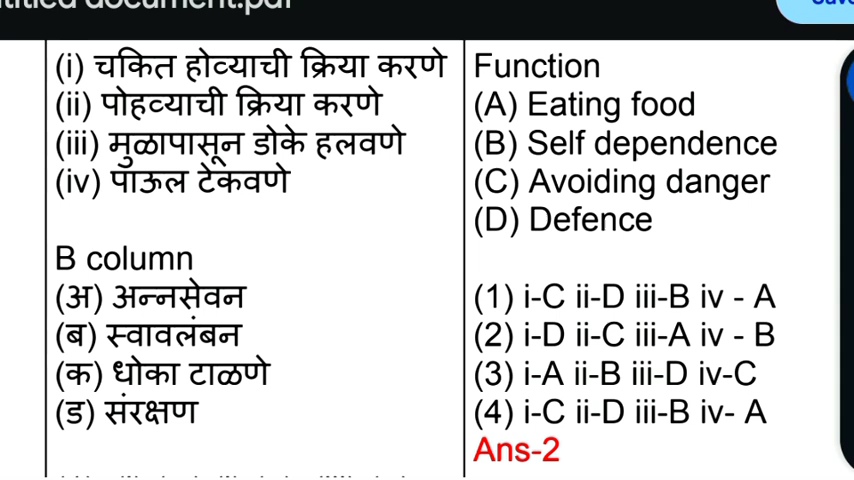 (i) चकित होव्याची क्रिया करणे
(ii) पोहव्याची क्रिया करणे
(iii) मुळापासून डोके हलवणे
(iv) पाऊल टेकवणे
B column
(अ) अन्नसेवन
(ब) स्वावलंबन
(क) धोका टाळणे
(ड) संरक्षण
Function
(A) Eating food
(B) Self dependence
(C) Avoiding danger
(D) Defence
(1) i-C ii-D iii-B iv - A
(2) i-D ii-C iii-A iv - B
(3) i-A ii-B iii-D iv-C
(4) i-C ii-D iii-B iv- A
Ans-2